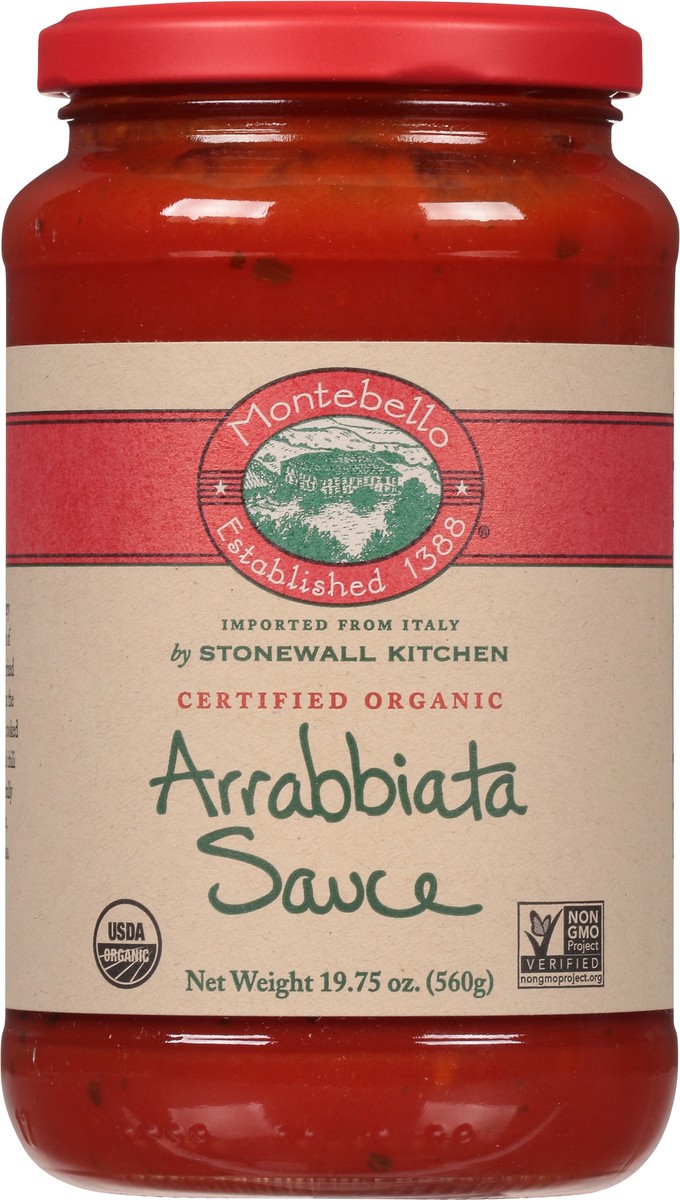 Montebello
Established 1388
®
IMPORTED FROM ITALY
by STONEWALL KITCHEN
CERTIFIED ORGANIC
Arrabbiata
Sauce
USDA
ORGANIC
NON
GMO
Project
VERIFIED
nongmoproject.org
Net Weight 19.75 oz. (560g)